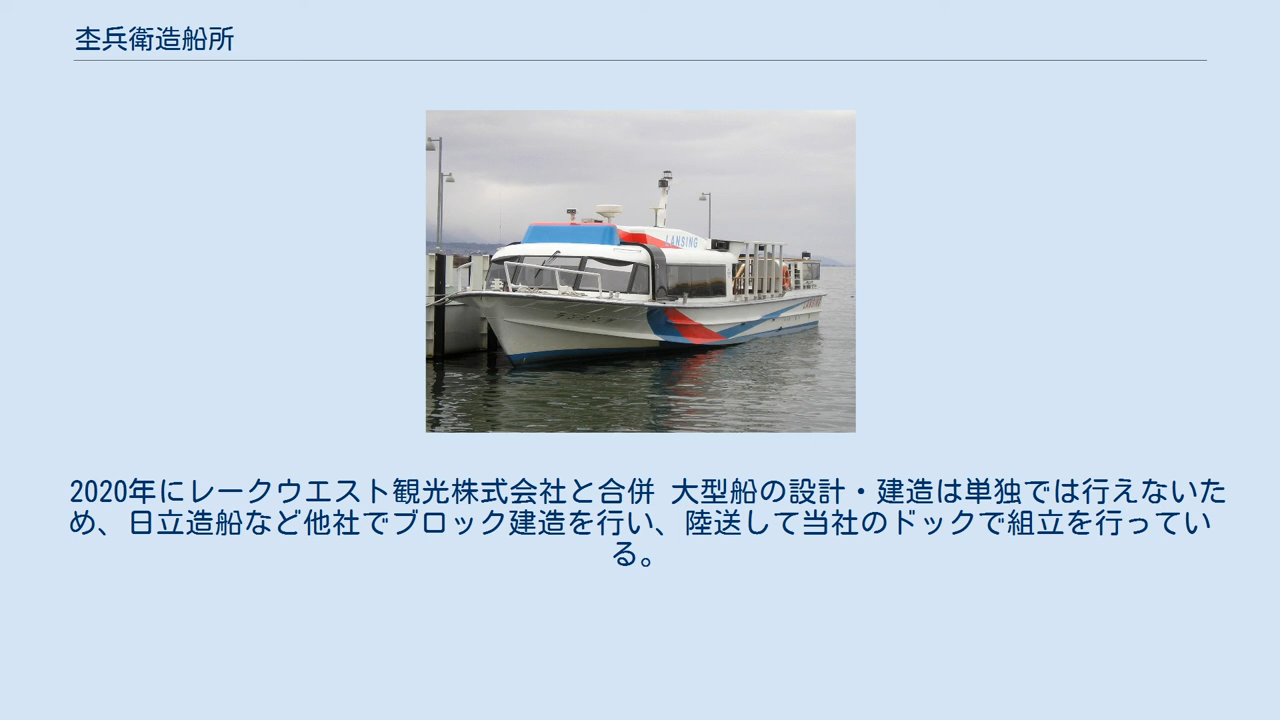 杢兵衛造船所
LANSING
2020年にレークウエスト観光株式会社と合併 大型船の設計・建造は単独では行えないた
め、日立造船など他社でブロック建造を行い、陸送して当社のドックで組立を行ってい
る。